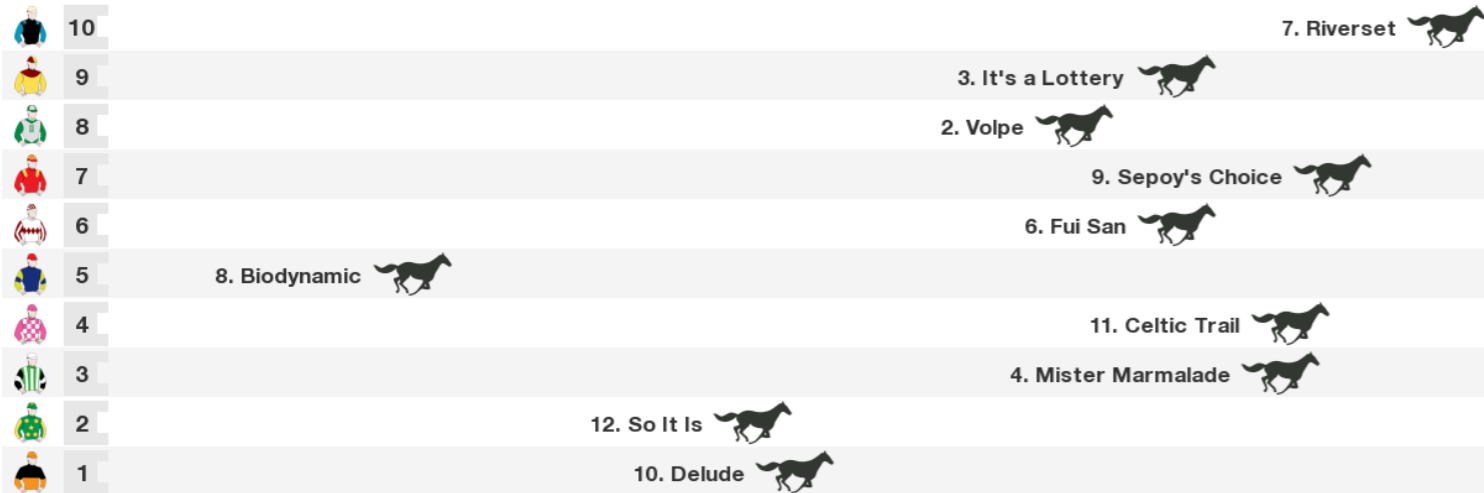 10 7. Riverset
9 3. It's a Lottery
8 2. Volpe
7 9. Sepoy's Choice
6 6. Fui San
5 8. Biodynamic
4 11. Celtic Trail
3 4. Mister Marmalade
2 12. So It Is
1 10. Delude